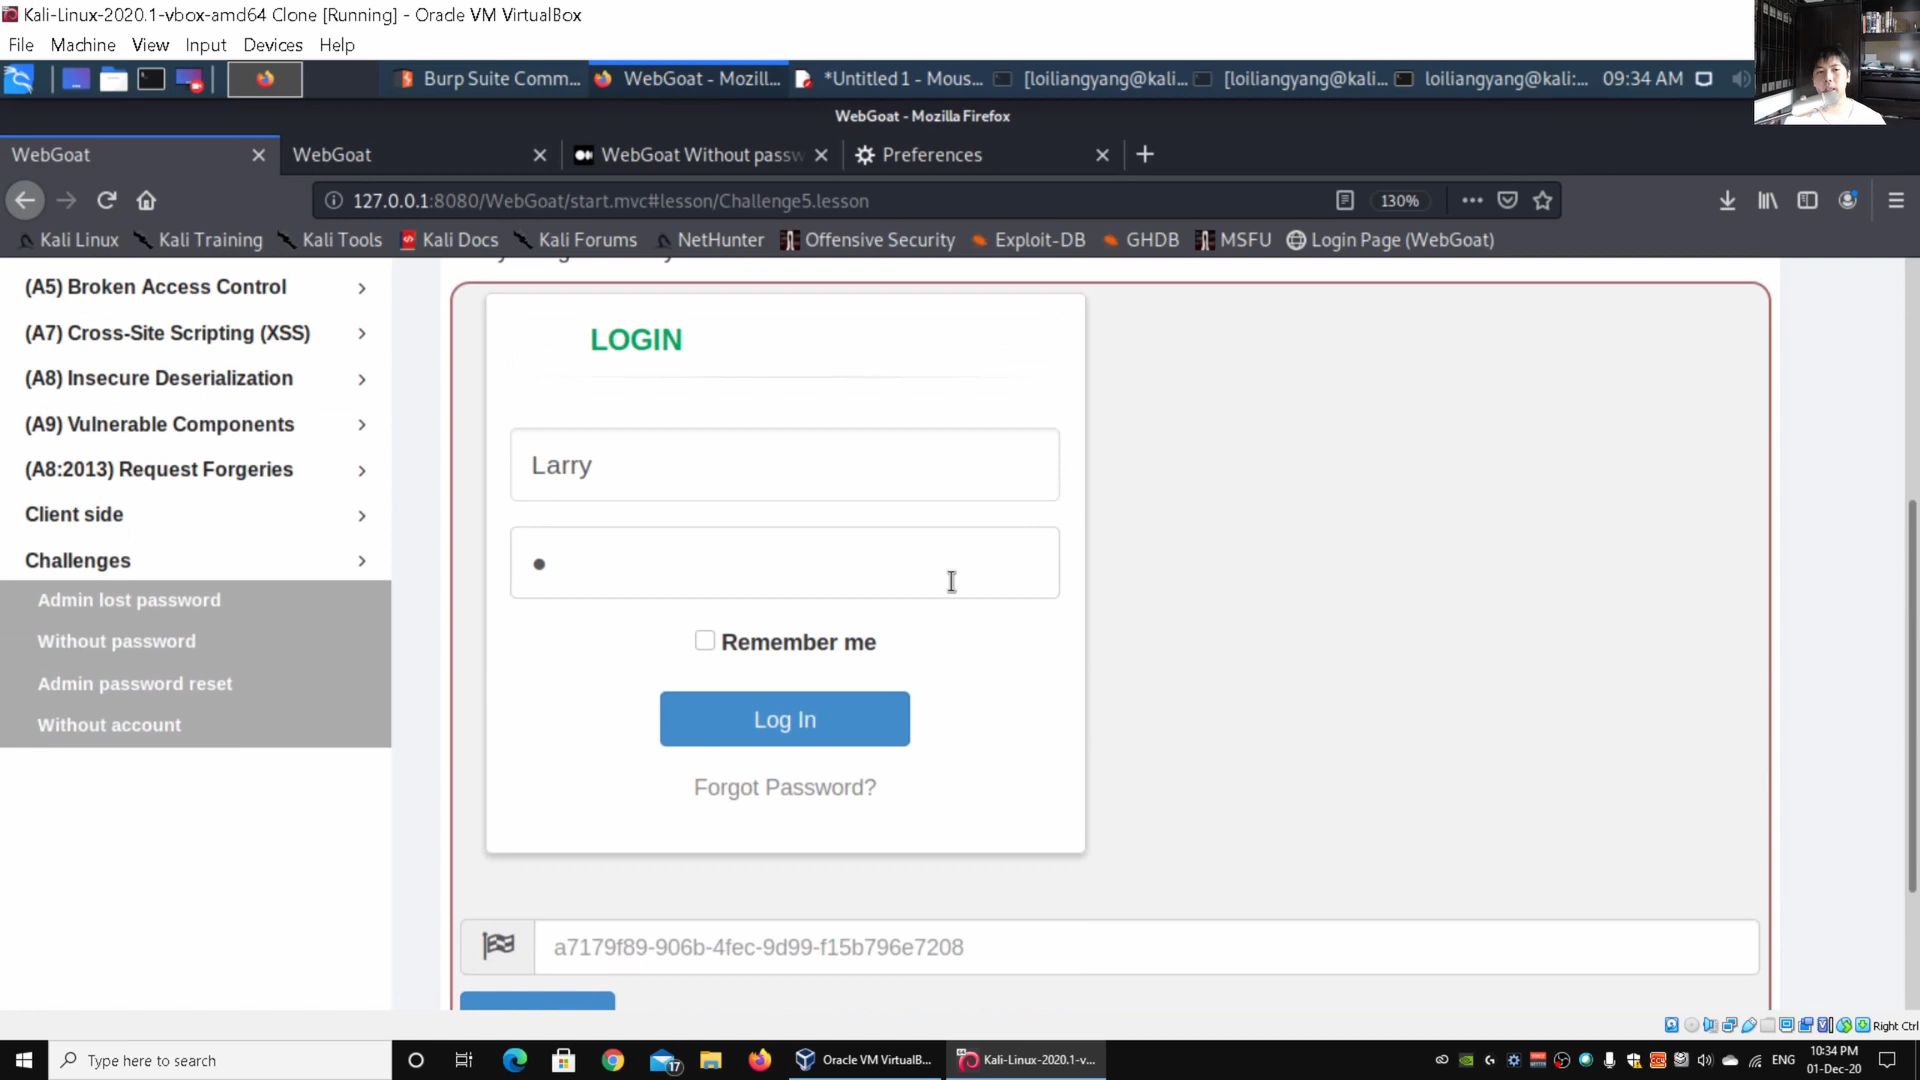 Kali-Linux-2020.1-vbox-amd64 Clone [Running] - Oracle VM VirtualBox
File Machine View Input Devices Help
Burp Suite Comm... WebGoat - Mozill... *Untitled 1 - Mous... [loiliangyang@kali... [loiliangyang@kali... loiliangyang@kali:... 09:34 AM
WebGoat - Mozilla Firefox
WebGoat WebGoat WebGoat Without passw Preferences
127.0.0.1:8080/WebGoat/start.mvc#lesson/Challenge5.lesson 130%
Kali Linux Kali Training Kali Tools Kali Docs Kali Forums NetHunter Offensive Security Exploit-DB GHDB MSFU Login Page (WebGoat)
(A5) Broken Access Control
(A7) Cross-Site Scripting (XSS)
(A8) Insecure Deserialization
(A9) Vulnerable Components
(A8:2013) Request Forgeries
Client side
Challenges
Admin lost password
Without password
Admin password reset
Without account
LOGIN
Larry
Remember me
Log In
Forgot Password?
a7179f89-906b-4fec-9d99-f15b796e7208
Right Ctrl
Type here to search
17
Oracle VM VirtualB...
Kali-Linux-2020.1-v...
ENG
10:34 PM
01-Dec-20